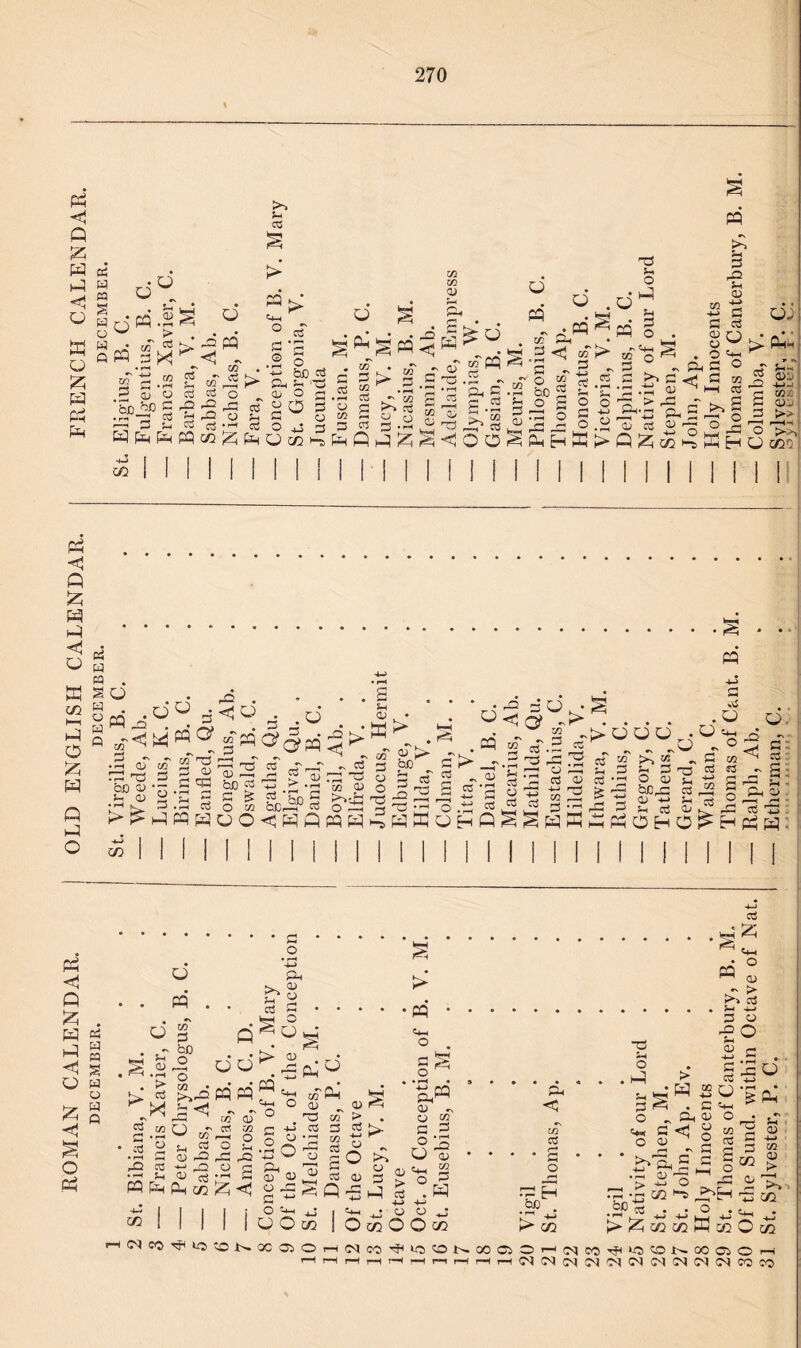 270
ROMAN CALENDAR. OLD ENGLISH CALENDAR. FRENCH CALENDAR.
DECEMBER. DECEMBER. DECEMBER.
1 St. Virgilius, B. C. . St. Eligius, B. C.
2 St. Bibiana, V. M. . — Weede, Ab. . — Fulgentius, B. C.
3 — Francis Xavier, C. . — Lucius, K. C. . — Francis Xavier, C.
4 — Peter Chrysologus, B. C. . — Birinus, B. C. . — Barbara, V. M.
5 — Sabbas, Ab. . — Eanfled, Qu. . — Sabbas, Ab.
6 — Nicholas, B. C. . — Congellus, Ab. . — Nicholas, B. C.
7 — Ambrose, B. C. D. . — Oswald, B. C. . — Fara, V.
8 Conception of B. V. Mary . — Agatha, Qu. . — Conception of B. V. Mary
9 Of the Oct. of the Conception . — Elgiva, Qu. . — St. Gorgonia, V.
10 St. Melchiades, P. M. . — Daniel, B. C. . — Jucunda
11 — Damasus, P. C. . — Boysil, Ab. . — Fuscian. M.
12 Of the Octave . — Elfreda, V. . — Damasus, P. C.
13 St. Lucy, V. M. . — Judocus, Hermit . — Lucy, V. M.
14 Octave . — Edburge, V. . — Nicasius, B. M.
15 Oct. of Conception of B. V. M. . — Hilda, V. . — Mesmin, Ab.
16 St. Eusebius, B. M. . — Colman, M. . — Adelaide, Empress
17 — Titta, V. . — Olympias, W.
18 — Daniel, B. C. . — Gasian, B. C.
19 — Macarius, Ab. . — Meuris, M.
20 Vigil . — Mathilda, Qu. . — Philogonius, B. C.
21 St. Thomas, Ap. . — Eustachius, C. . — Thomas, Ap.
22 — Hildelida, V. . — Honoratus, B. C.
23 — Ithwara, V. M. . — Victoria, V. M.
24 Vigil . — Ruthius, C. . — Delphinus, B. C.
25 Nativity of our Lord . — Gregory, C. . — Nativity of our Lord
26 St. Stephen, M. . — Tatheus, C. . — Stephen, M.
27 St. John, Ap. Ev. . — Gerard, C. . — John, Ap.
28 Holy Innocents . — Walstan, C. . — Holy Innocents
29 St. Thomas of Canterbury, B. M. — Thomas of Cant. B. M. . — Thomas of Canterbury, B. M.
30 Of the Sund. within Octave of Nat. — Ralph, Ab. . — Columba, V.
31 St. Sylvester, P. C. . — Etherman, C. . — Sylvester, P. C.